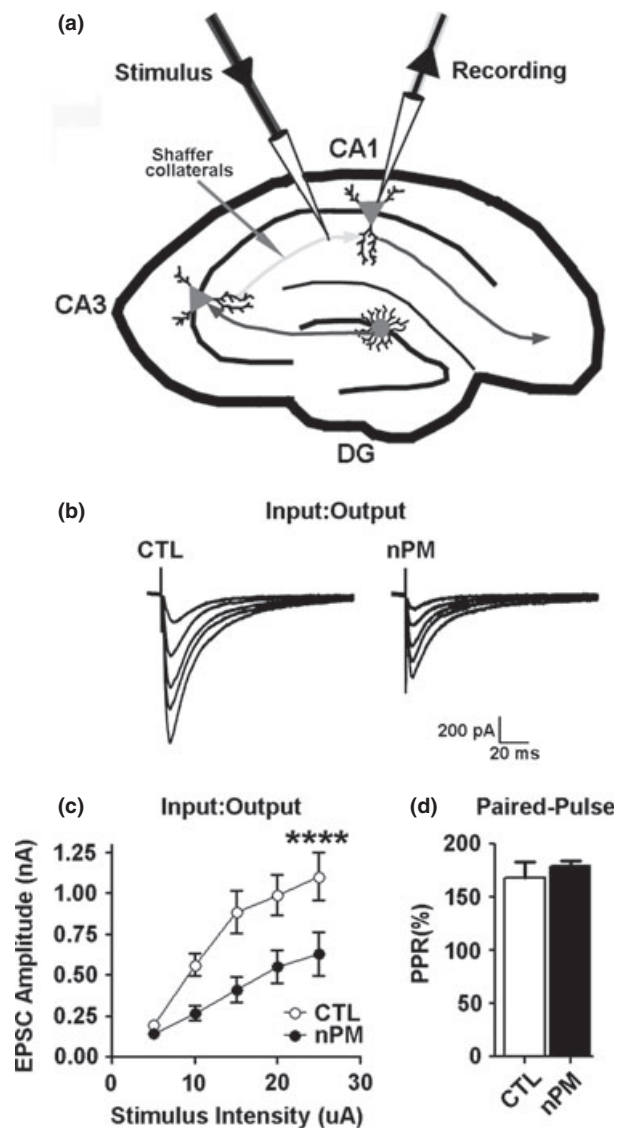 (a)
Stimulus
Recording
CA1
Shaffer
collaterals
CA3
DG
(b)
Input:Output
CTL
nPM
200 pA
20 ms
(c)
Input:Output
EPSC Amplitude (nA)
1.25
1.00
0.75
0.50
0.25
0.00
****
CTL
nPM
0
10
20
30
Stimulus Intensity (uA)
(d)
Paired-Pulse
PPR(%)
200
150
100
50
0
CTL
nPM